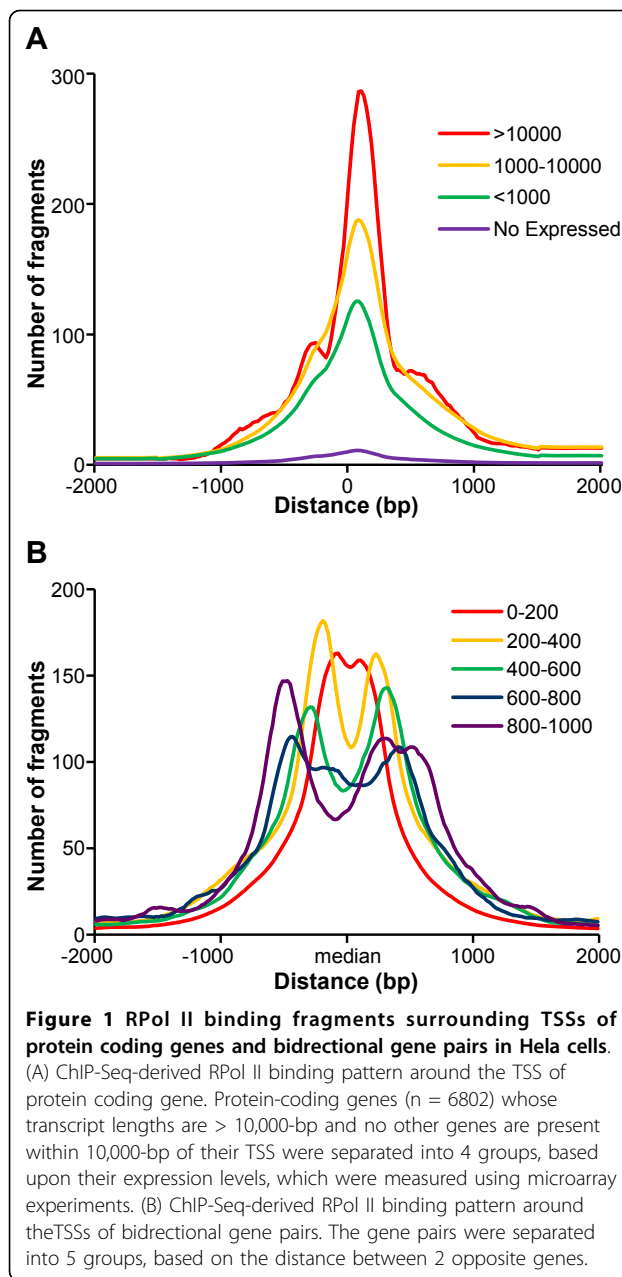 A
300
200
100
0
Number of fragments
>10000
1000-10000
<1000
No Expressed
-2000 -1000 0 1000 2000
Distance (bp)
B
200
150
100
50
0
Number of fragments
0-200
200-400
400-600
600-800
800-1000
-2000 -1000 median 1000 2000
Distance (bp)
Figure 1 RPol II binding fragments surrounding TSSs of
protein coding genes and bidrectional gene pairs in Hela cells.
(A) ChIP-Seq-derived RPol II binding pattern around the TSS of
protein coding gene. Protein-coding genes (n = 6802) whose
transcript lengths are > 10,000-bp and no other genes are present
within 10,000-bp of their TSS were separated into 4 groups, based
upon their expression levels, which were measured using microarray
experiments. (B) ChIP-Seq-derived RPol II binding pattern around
theTSSs of bidrectional gene pairs. The gene pairs were separated
into 5 groups, based on the distance between 2 opposite genes.